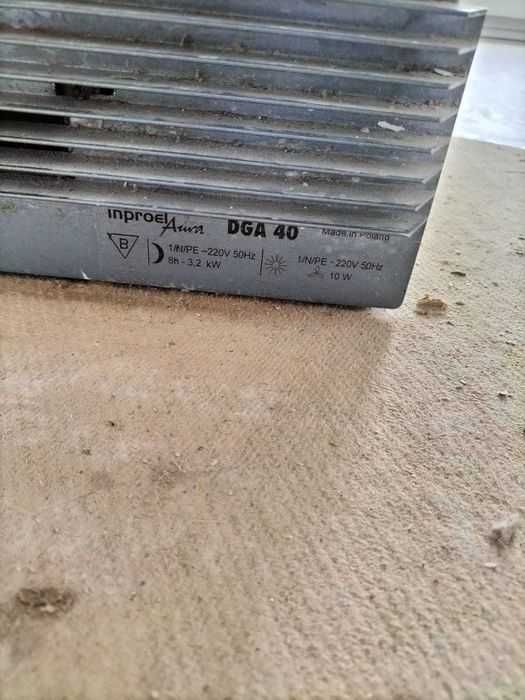 inproel Aura DGA 40 Made in Poland
B
1/N/PE ~220V 50Hz
8h - 3,2 kW
1/N/PE ~ 220V 50Hz
10 W